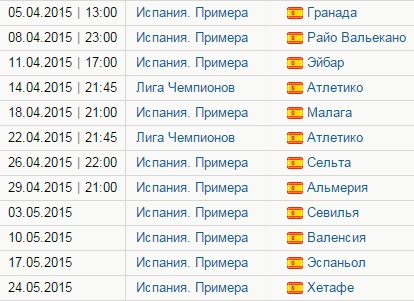 05.04.2015 | 13:00 Испания. Примера Гранада
08.04.2015 | 23:00 Испания. Примера Райо Вальекано
11.04.2015 | 17:00 Испания. Примера Эйбар
14.04.2015 | 21:45 Лига Чемпионов Атлетико
18.04.2015 | 21:00 Испания. Примера Малага
22.04.2015 | 21:45 Лига Чемпионов Атлетико
26.04.2015 | 22:00 Испания. Примера Сельта
29.04.2015 | 21:00 Испания. Примера Альмерия
03.05.2015 Испания. Примера Севилья
10.05.2015 Испания. Примера Валенсия
17.05.2015 Испания. Примера Эспаньол
24.05.2015 Испания. Примера Хетафе